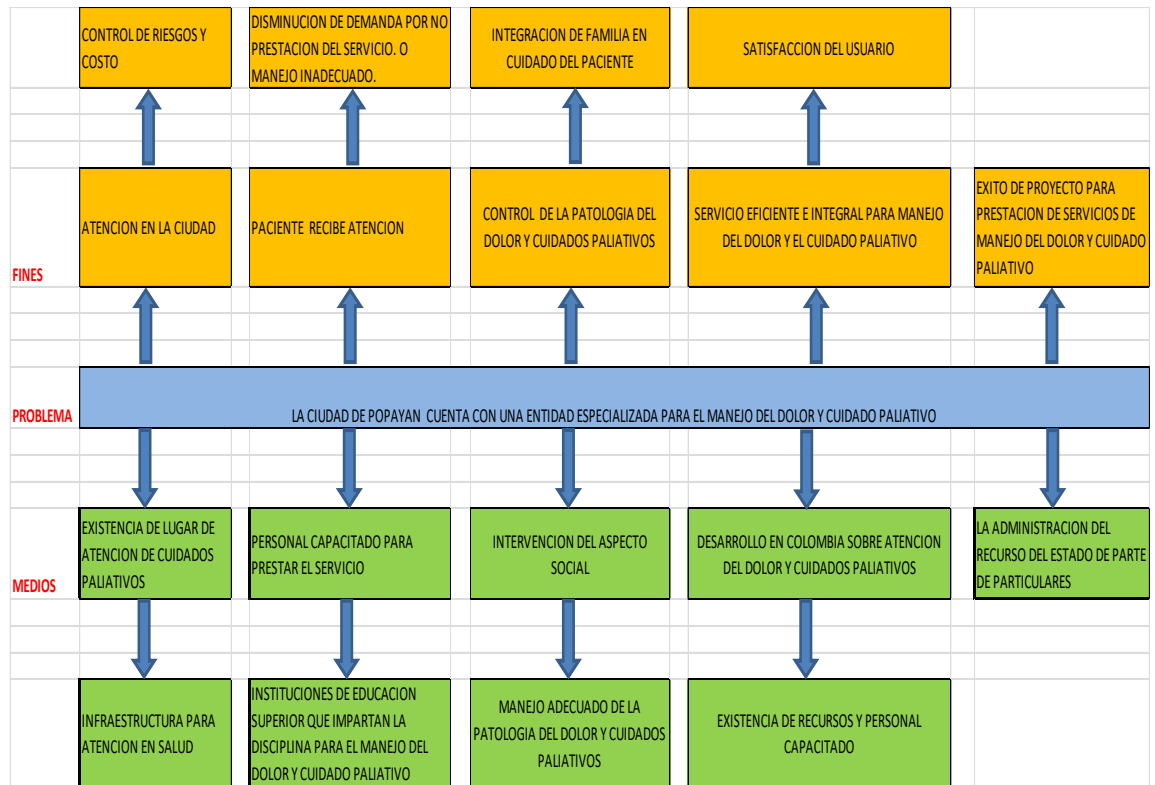 CONTROL DE RIESGOS Y
COSTO
DISMINUCION DE DEMANDA POR NO
PRESTACION DEL SERVICIO. O
MANEJO INADECUADO.
INTEGRACION DE FAMILIA EN
CUIDADO DEL PACIENTE
SATISFACCION DEL USUARIO
FINES
ATENCION EN LA CIUDAD
PACIENTE RECIBE ATENCION
CONTROL DE LA PATOLOGIA DEL
DOLOR Y CUIDADOS PALIATIVOS
SERVICIO EFICIENTE E INTEGRAL PARA MANEJO
DEL DOLOR Y EL CUIDADO PALIATIVO
EXITO DE PROYECTO PARA
PRESTACION DE SERVICIOS DE
MANEJO DEL DOLOR Y CUIDADO
PALIATIVO
PROBLEMA
LA CIUDAD DE POPAYAN CUENTA CON UNA ENTIDAD ESPECIALIZADA PARA EL MANEJO DEL DOLOR Y CUIDADO PALIATIVO
MEDIOS
EXISTENCIA DE LUGAR DE
ATENCION DE CUIDADOS
PALIATIVOS
PERSONAL CAPACITADO PARA
PRESTAR EL SERVICIO
INTERVENCION DEL ASPECTO
SOCIAL
DESARROLLO EN COLOMBIA SOBRE ATENCION
DEL DOLOR Y CUIDADOS PALIATIVOS
LA ADMINISTRACION DEL
RECURSO DEL ESTADO DE PARTE
DE PARTICULARES
INFRAESTRUCTURA PARA
ATENCION EN SALUD
INSTITUCIONES DE EDUCACION
SUPERIOR QUE IMPARTAN LA
DISCIPLINA PARA EL MANEJO DEL
DOLOR Y CUIDADO PALIATIVO
MANEJO ADECUADO DE LA
PATOLOGIA DEL DOLOR Y CUIDADOS
PALIATIVOS
EXISTENCIA DE RECURSOS Y PERSONAL
CAPACITADO